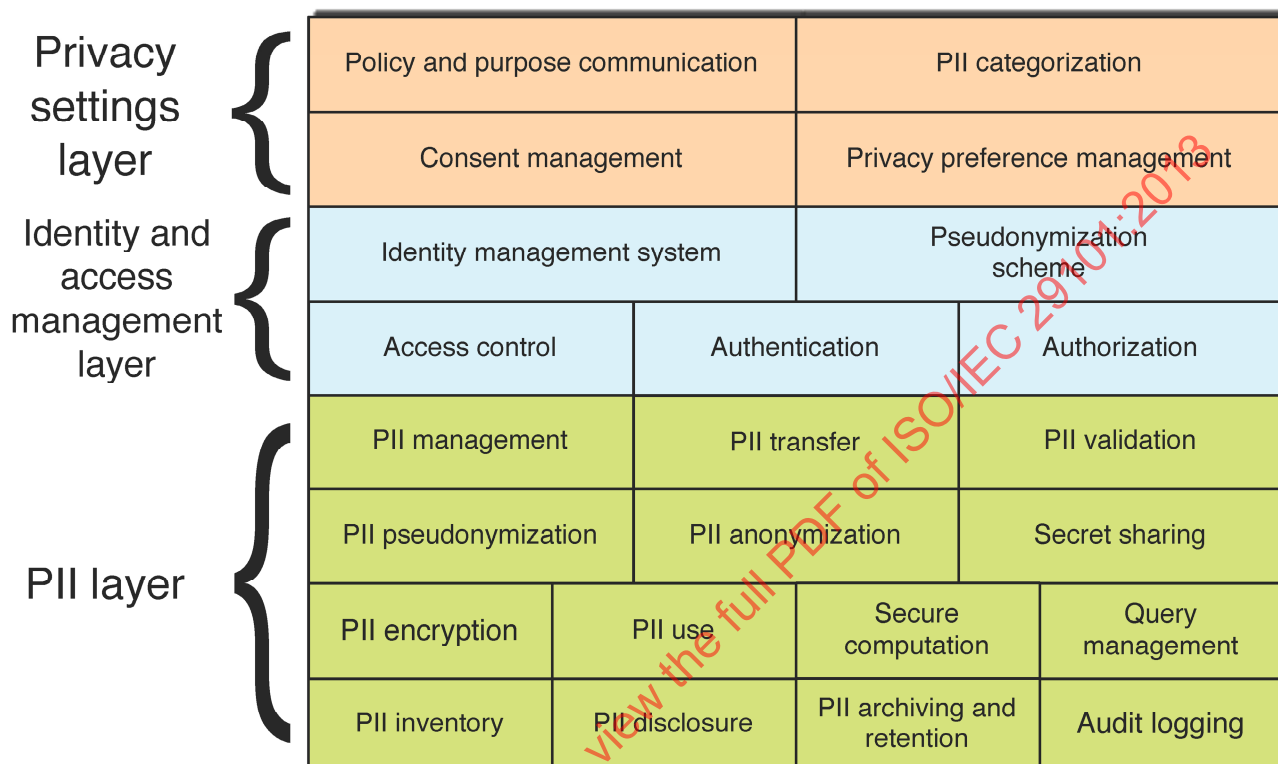 Privacy
settings
layer
Policy and purpose communication
PII categorization
Consent management
Privacy preference management
Identity and
access
management
layer
Identity management system
Pseudonymization
scheme
Access control
Authentication
Authorization
PII layer
PII management
PII transfer
PII validation
PII pseudonymization
PII anonymization
Secret sharing
PII encryption
PII use
Secure
computation
Query
management
PII inventory
PII disclosure
PII archiving and
retention
Audit logging
view the full PDF of ISO/IEC 29101:2013